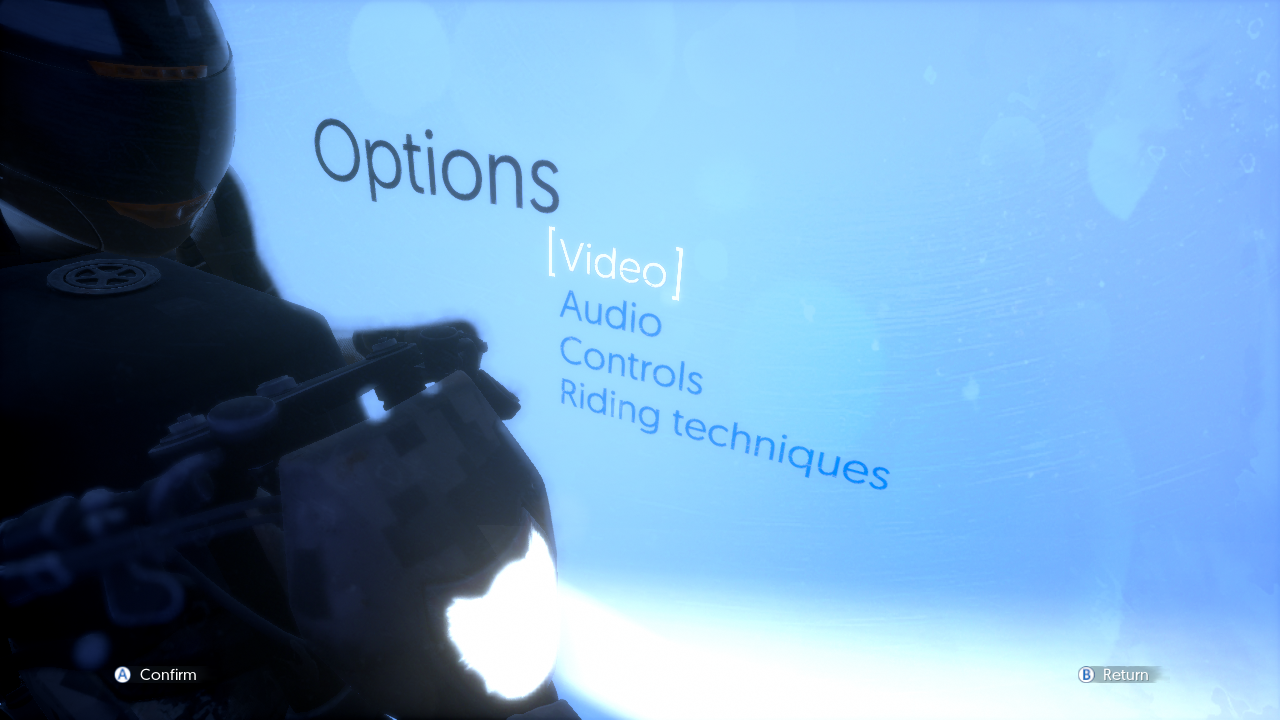 Options
[Video]
Audio
Controls
Riding techniques
A Confirm
B Return